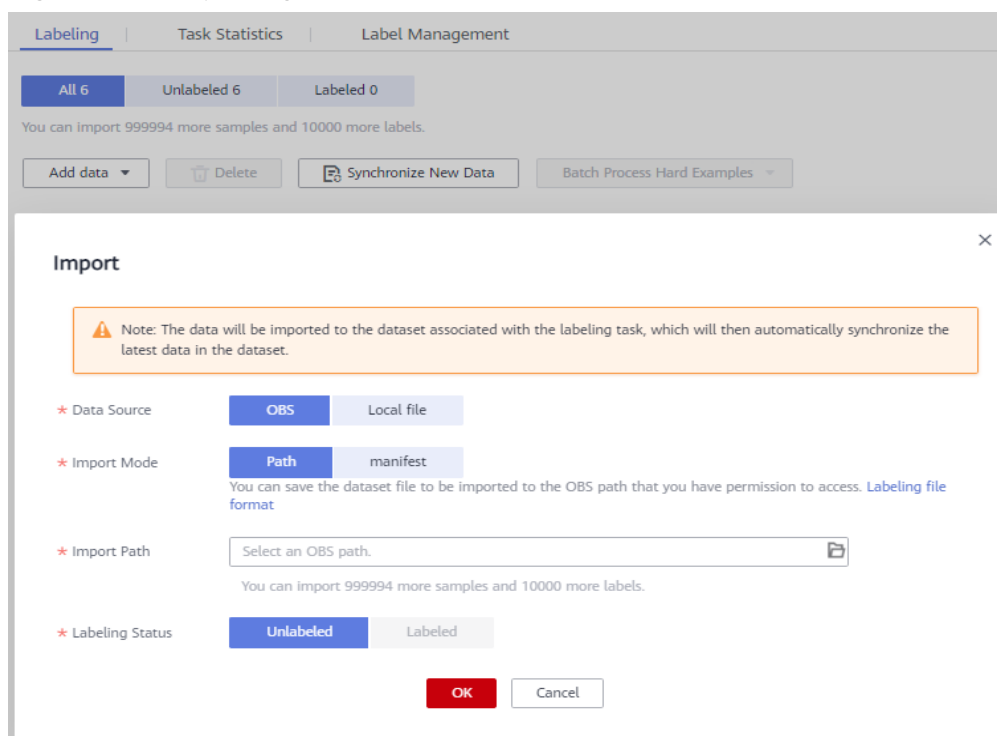 Labeling | Task Statistics | Label Management
All 6 Unlabeled 6 Labeled 0
You can import 999994 more samples and 10000 more labels.
Add data Delete Synchronize New Data Batch Process Hard Examples
Import
Note: The data will be imported to the dataset associated with the labeling task, which will then automatically synchronize the
latest data in the dataset.
* Data Source OBS Local file
* Import Mode Path manifest
You can save the dataset file to be imported to the OBS path that you have permission to access. Labeling file
format
* Import Path Select an OBS path.
You can import 999994 more samples and 10000 more labels.
* Labeling Status Unlabeled Labeled
OK Cancel